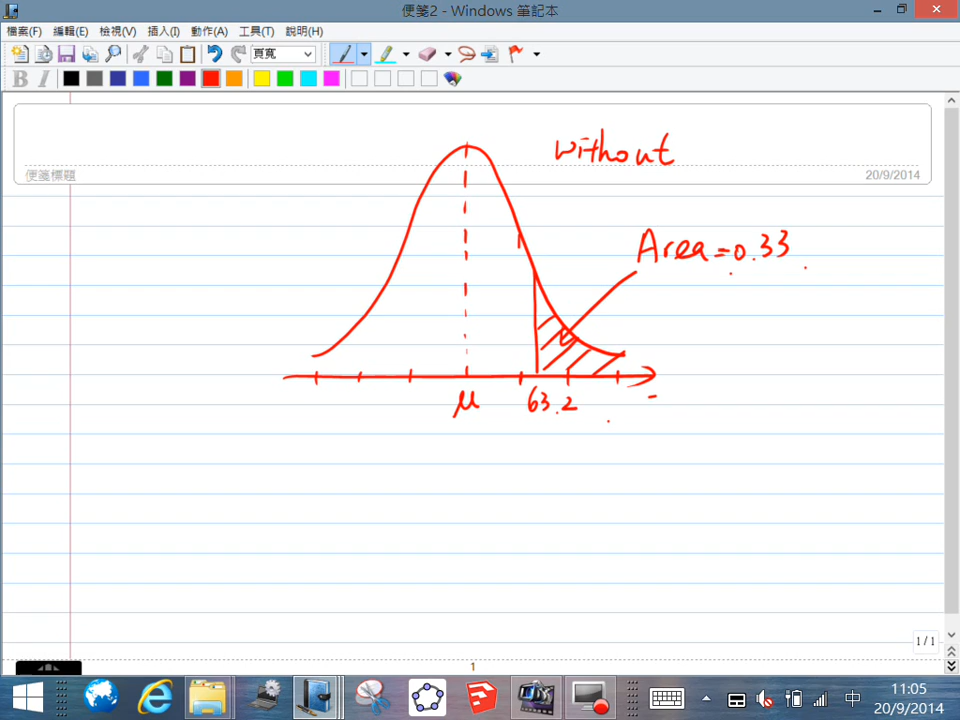 便箋2 - Windows 筆記本
檔案(F) 編輯(E) 檢視(V) 插入(I) 動作(A) 工具(T) 說明(H)
頁寬
B I
without
便箋標題
20/9/2014
Area=0.33
μ
63.2
1 / 1
1
中
11:05
20/9/2014